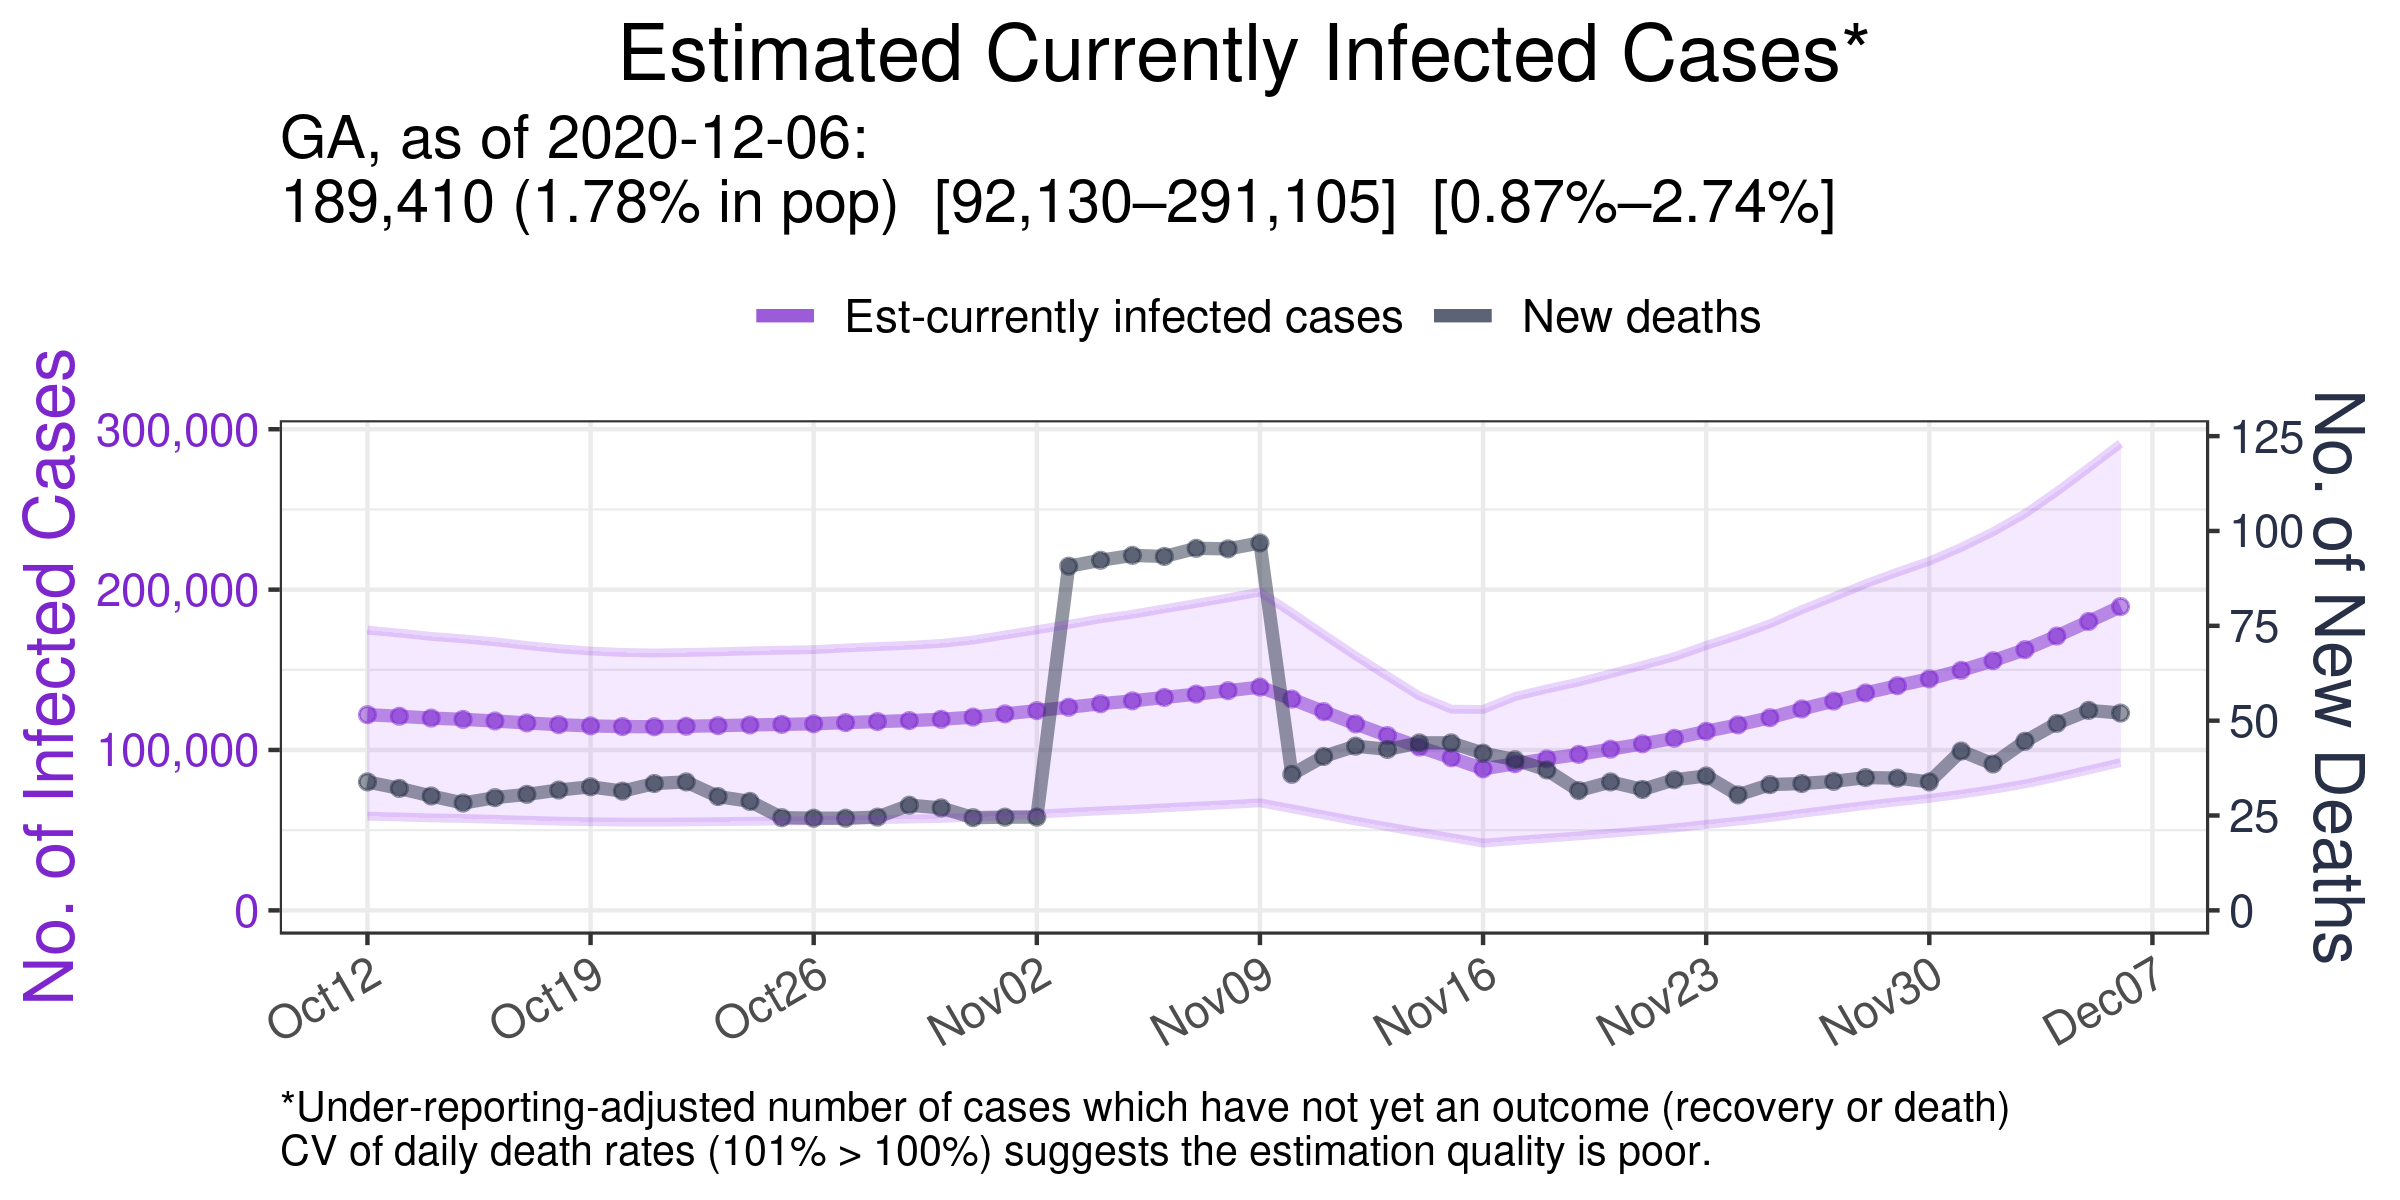 Estimated Currently Infected Cases*
GA, as of 2020-12-06:
189,410 (1.78% in pop)  [92,130–291,105]  [0.87%–2.74%]
Est-currently infected cases
New deaths
No. of Infected Cases
300,000
200,000
100,000
0
125
100
75
50
25
0
No. of New Deaths
Oct12
Oct19
Oct26
Nov02
Nov09
Nov16
Nov23
Nov30
Dec07
*Under-reporting-adjusted number of cases which have not yet an outcome (recovery or death)
CV of daily death rates (101% > 100%) suggests the estimation quality is poor.